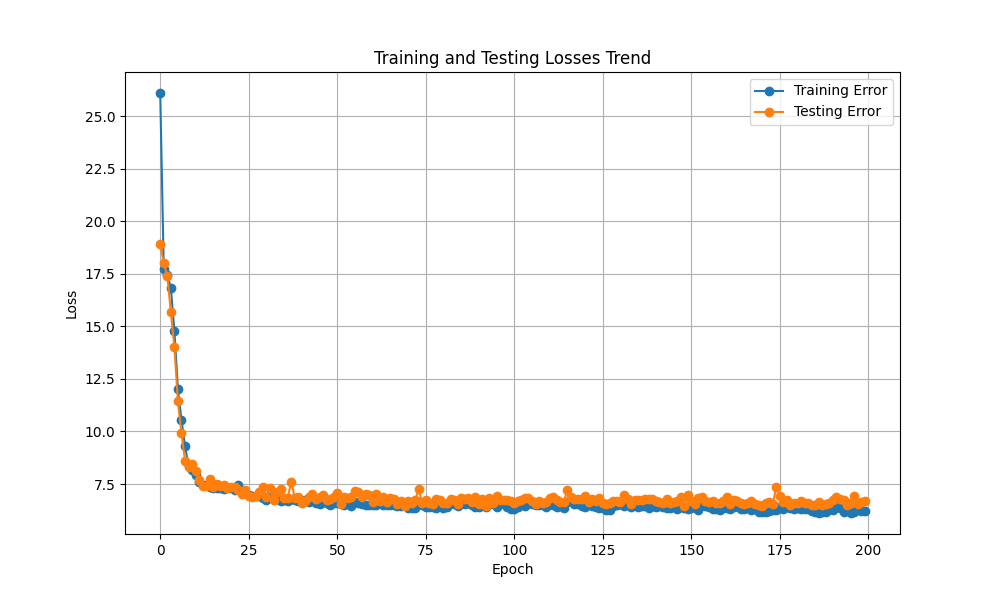 Training and Testing Losses Trend
Training Error
Testing Error
25.0
22.5
20.0
17.5
15.0
12.5
10.0
7.5
Loss
0 25 50 75 100 125 150 175 200
Epoch